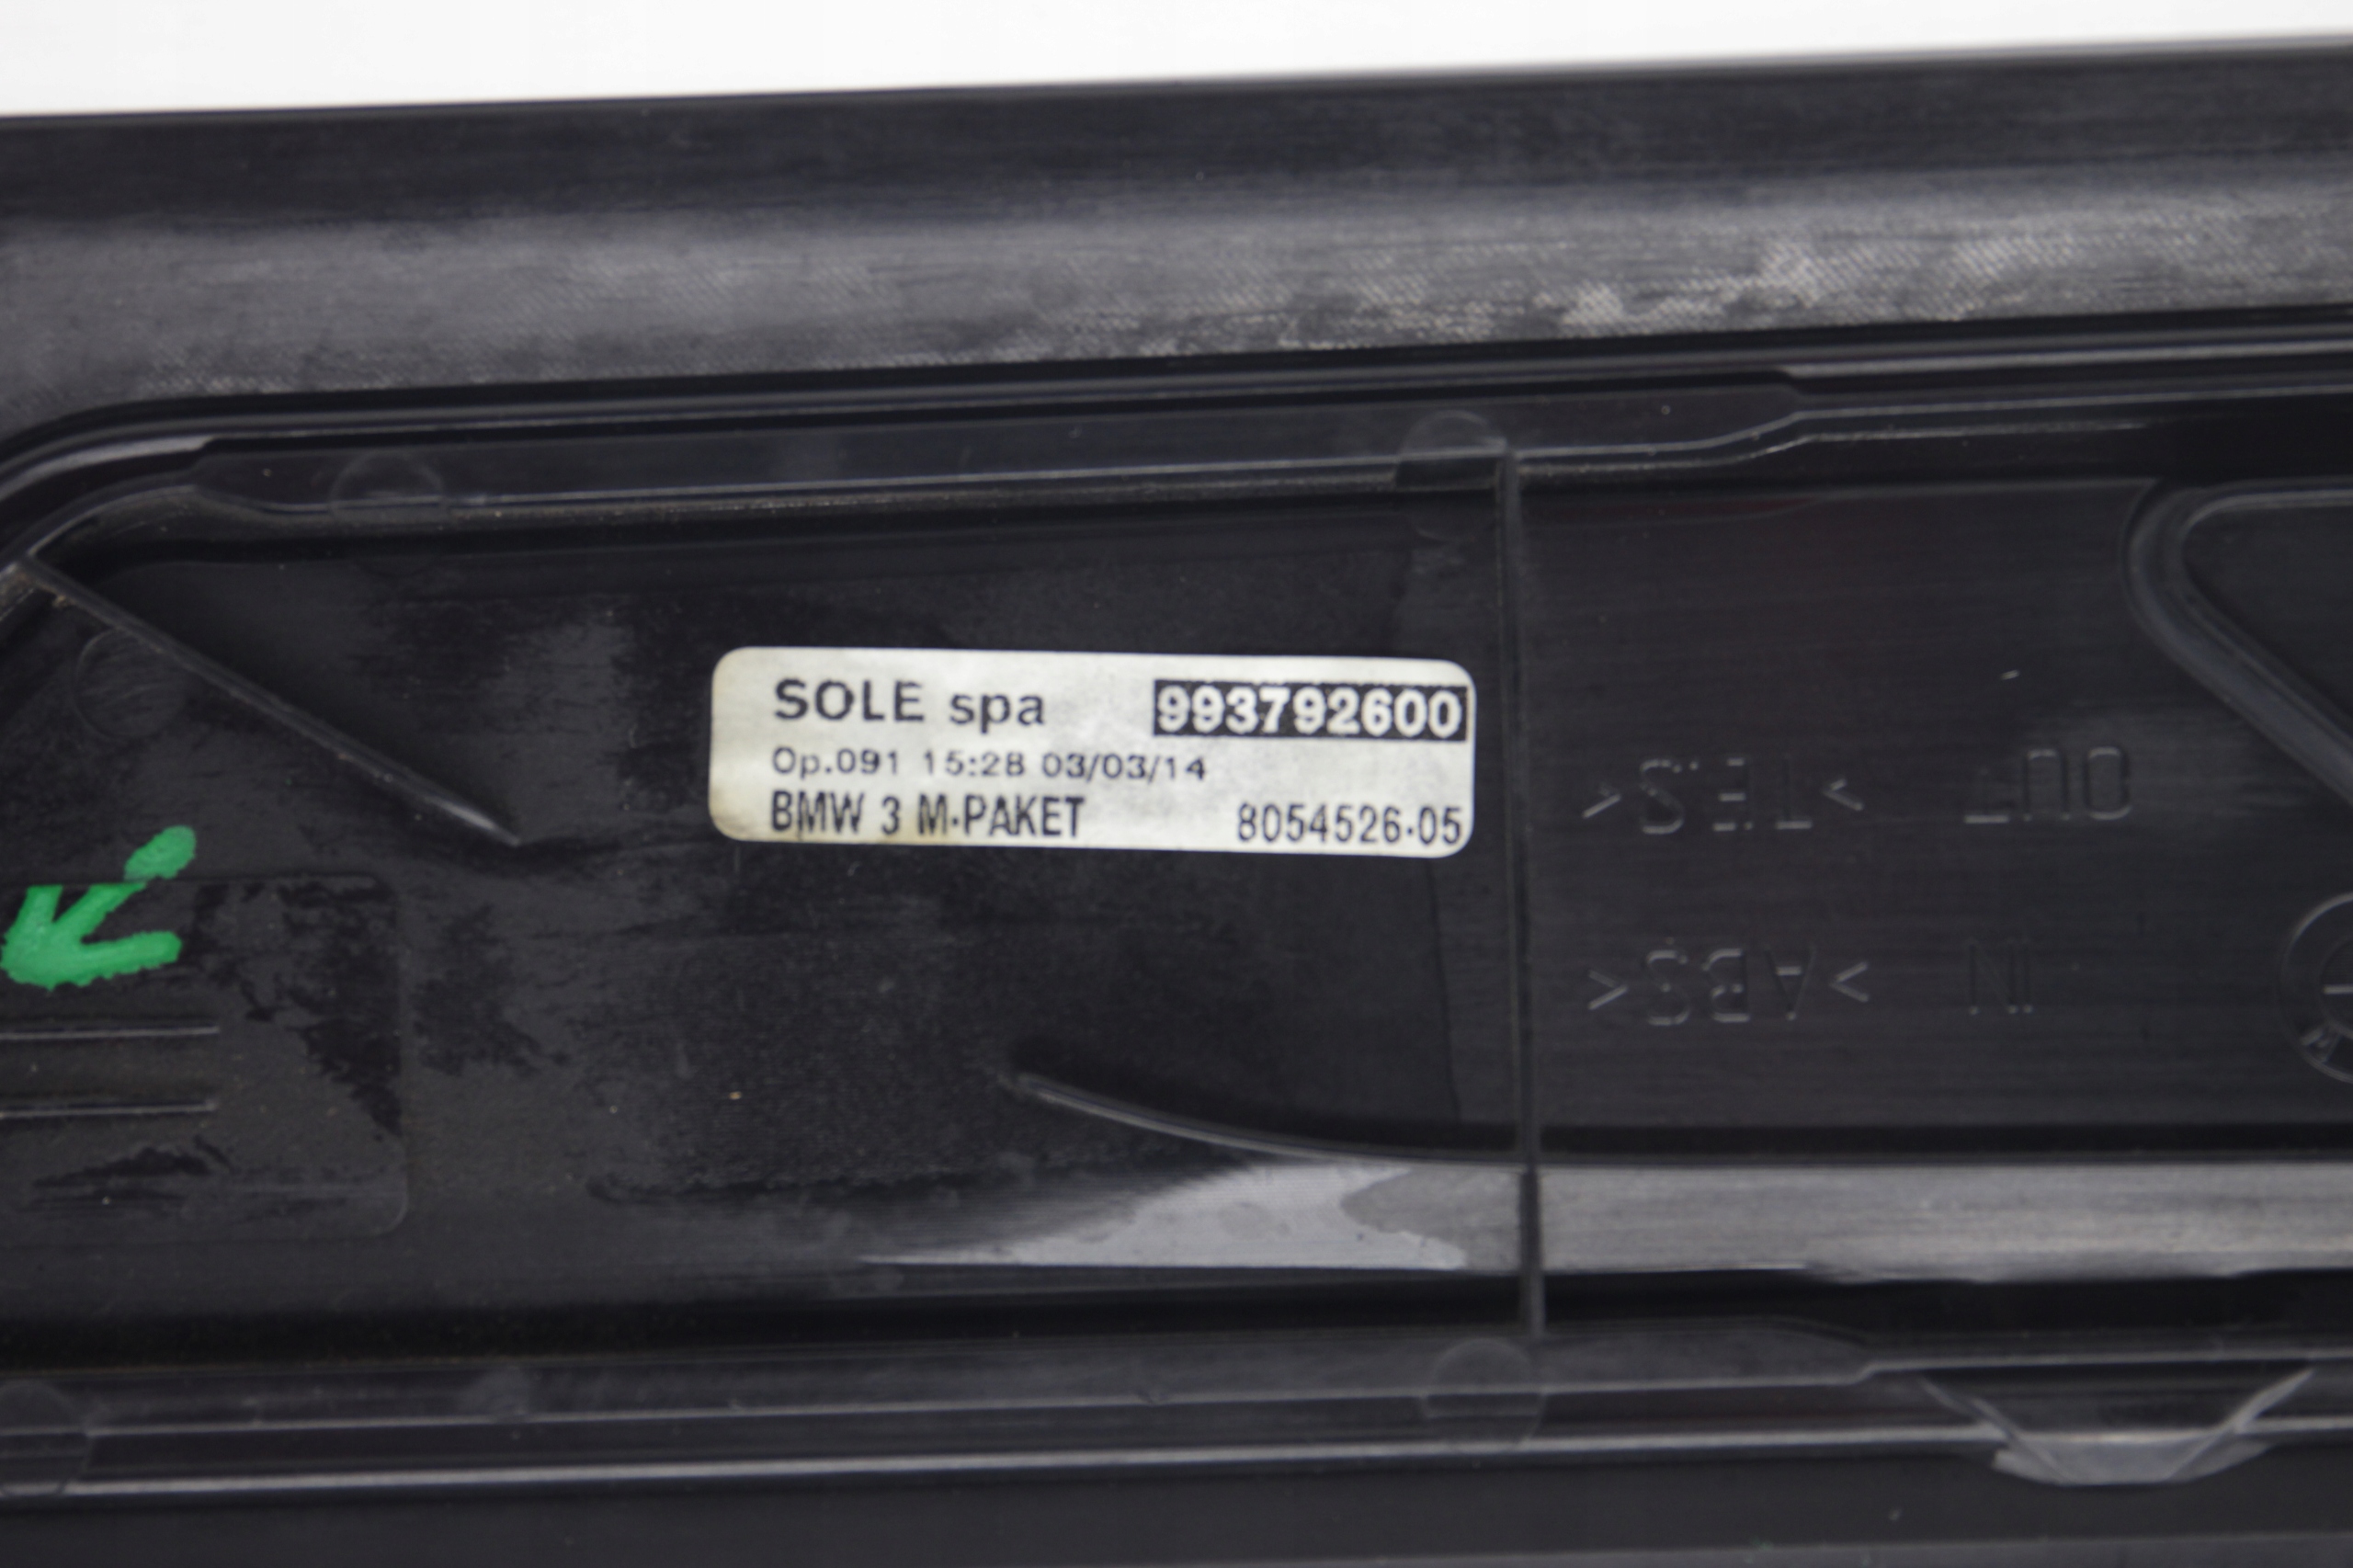 SOLE spa 993792600
Op.091 15:28 03/03/14
BMW 3 M-PAKET 8054526-05
IN >ABS<
OUT >TE.S<